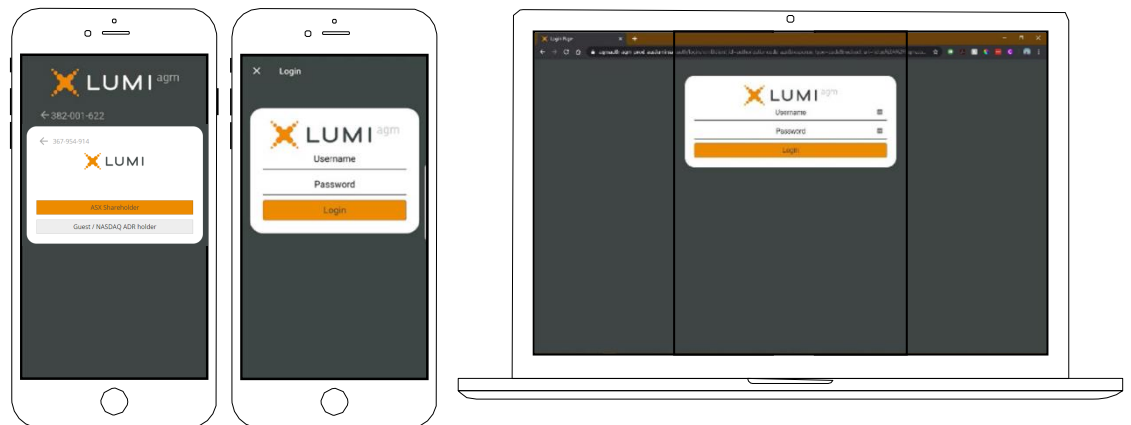 LUMI agm
←382-001-622
← 367-954-914
LUMI
ASX Shareholder
Guest / NASDAQ ADR holder
× Login
LUMI agm
Username
Password
Login
Login Page × +
LUMI agm
Username
Password
Login